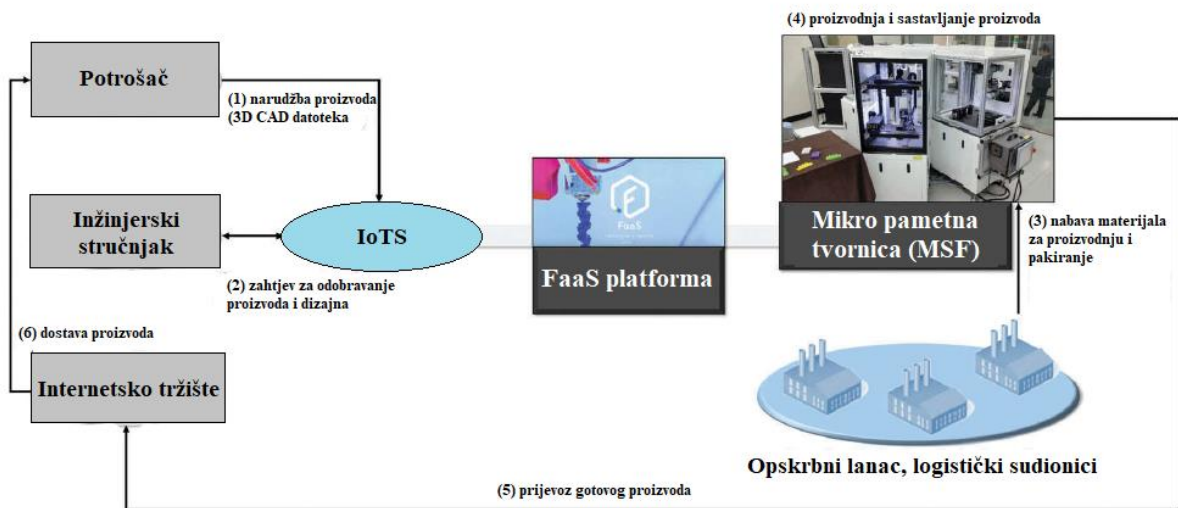 (4) proizvodnja i sastavljanje proizvoda
Potrošač
(1) narudžba proizvoda
(3D CAD datoteka
Inžinjerski
stručnjak
IoTS
(2) zahtjev za odobravanje
proizvoda i dizajna
FaaS
FaaS platforma
Mikro pametna
tvornica (MSF)
(3) nabava materijala
za proizvodnju i
pakiranje
(6) dostava proizvoda
Internetsko tržište
Opskrbni lanac, logistički sudionici
(5) prijevoz gotovog proizvoda